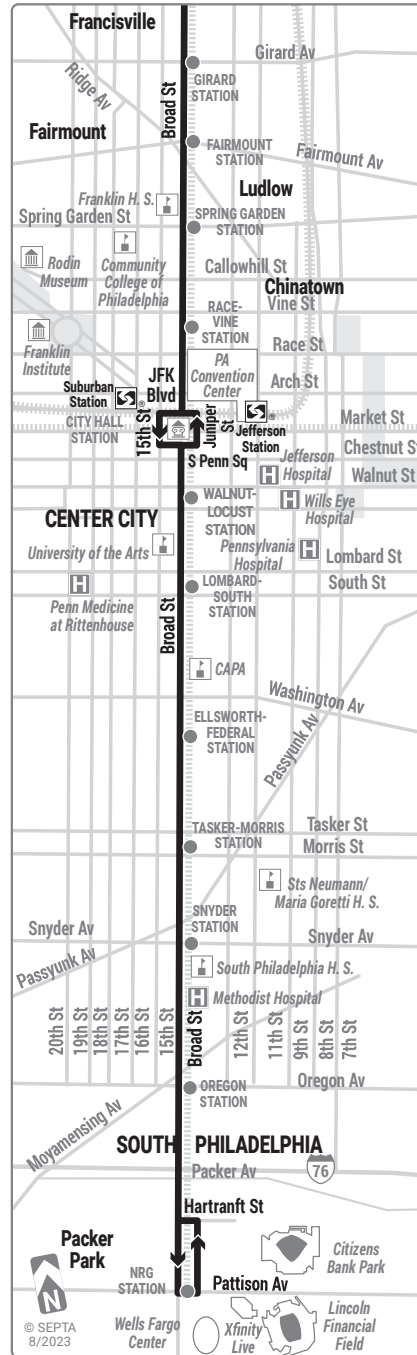 Francisville
Girard Av
Ridge Av
Broad St
GIRARD
STATION
Fairmount
FAIRMOUNT
STATION
Fairmount Av
Ludlow
Franklin H. S.
Spring Garden St
SPRING GARDEN
STATION
Rodin
Museum
Community
College of
Philadelphia
Callowhill St
Chinatown
Vine St
RACE-
VINE
STATION
Race St
Franklin
Institute
PA
Convention
Center
Arch St
Suburban
Station
®
JFK
Blvd
®
CITY HALL
STATION
15th St
Juniper
St
Jefferson
Station
Market St
Chestnut St
S Penn Sq
Jefferson
Hospital
Walnut St
H
WALNUT-
LOCUST
STATION
H
Wills Eye
Hospital
CENTER CITY
University of the Arts
Pennsylvania
Hospital
H
Lombard St
H
LOMBARD-
SOUTH
STATION
South St
Penn Medicine
at Rittenhouse
Broad St
CAPA
Washington Av
ELLSWORTH-
FEDERAL
STATION
Passyunk Av
TASKER-MORRIS
STATION
Tasker St
Morris St
Sts Neumann/
Maria Goretti H. S.
SNYDER
STATION
Snyder Av
Snyder Av
Passyunk Av
South Philadelphia H. S.
H
Methodist Hospital
20th St
19th St
18th St
17th St
16th St
15th St
Broad St
12th St
11th St
9th St
8th St
7th St
OREGON
STATION
Oregon Av
Moyamensing Av
SOUTH PHILADELPHIA
Packer Av
76
Hartranft St
Packer
Park
Citizens
Bank Park
NRG
STATION
Pattison Av
N
© SEPTA
8/2023
Wells Fargo
Center
Xfinity
Live
Lincoln
Financial
Field